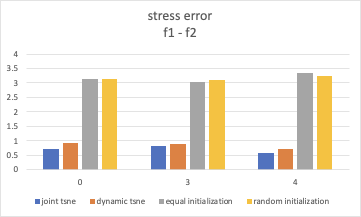 stress error
f1 - f2
4
3.5
3
2.5
2
1.5
1
0.5
0
0 3 4
joint tsne dynamic tsne equal initialization random initialization